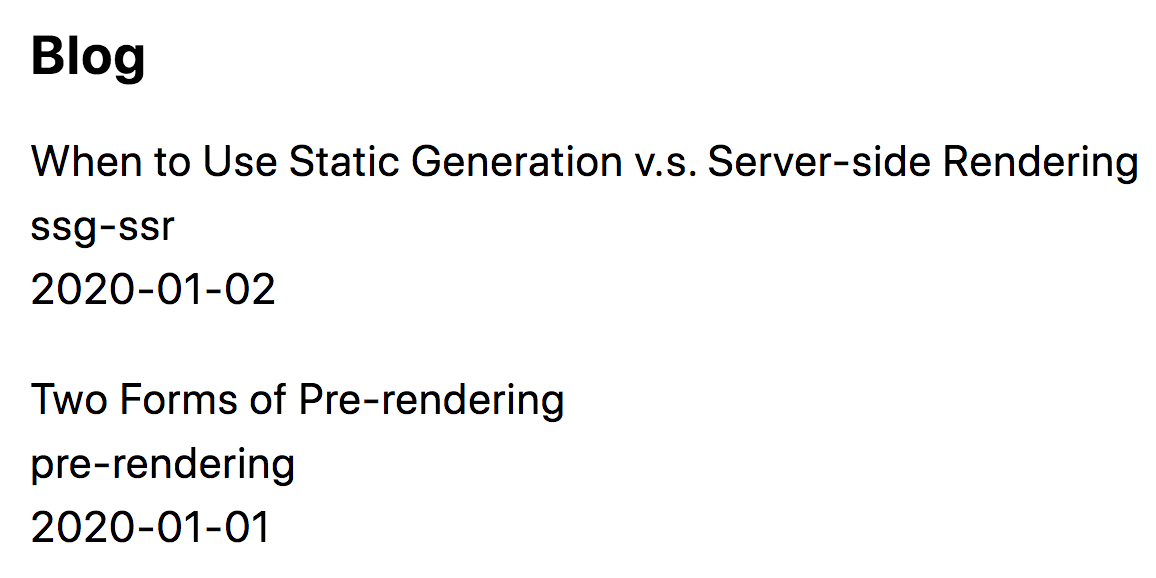 Blog
When to Use Static Generation v.s. Server-side Rendering
ssg-ssr
2020-01-02
Two Forms of Pre-rendering
pre-rendering
2020-01-01